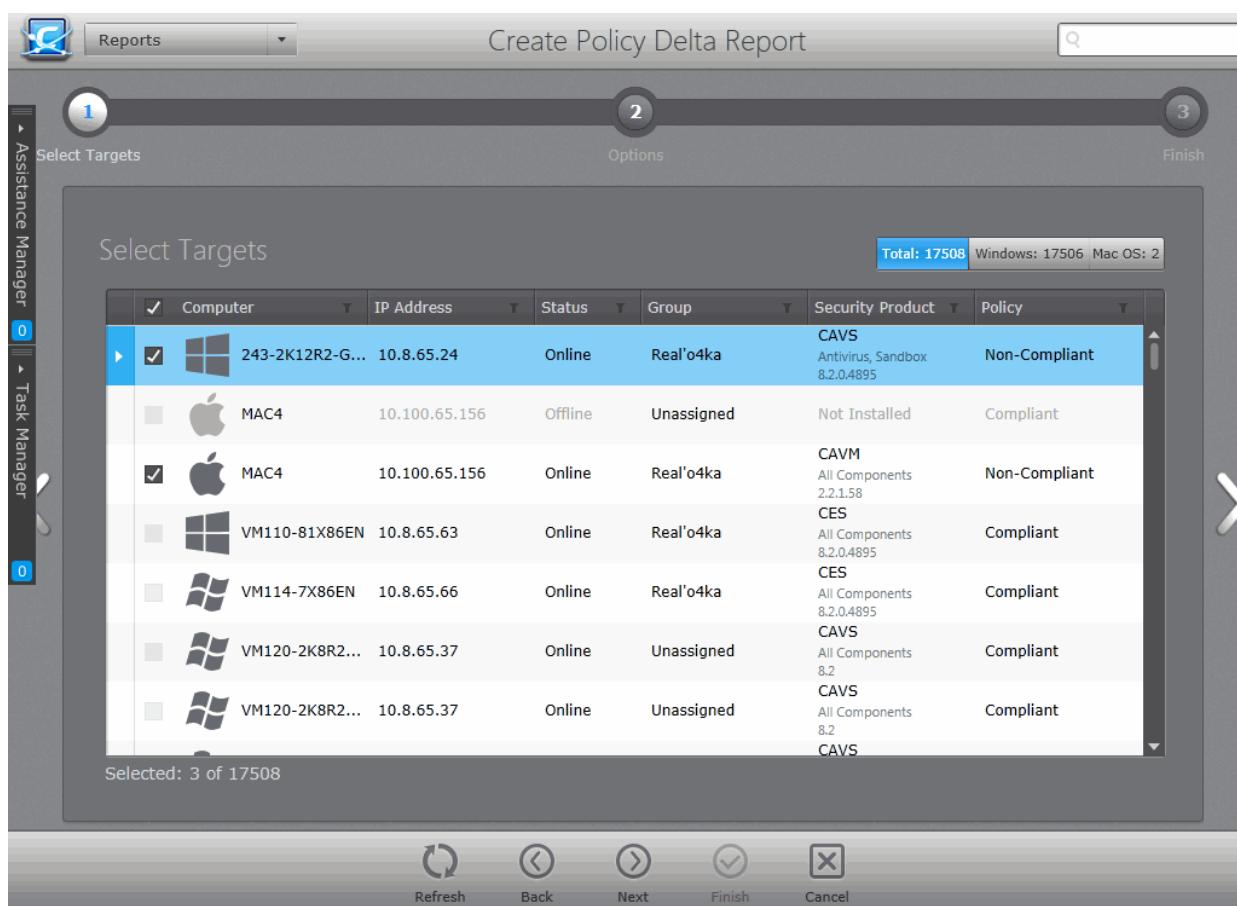 Reports
Create Policy Delta Report
1
2
3
Select Targets
Options
Finish
Assistance Manager
0
Task Manager
0
Select Targets
Total: 17508 Windows: 17506 Mac OS: 2
Computer IP Address Status Group Security Product Policy
243-2K12R2-G... 10.8.65.24 Online Real'o4ka CAVS Non-Compliant
Antivirus, Sandbox
8.2.0.4895
MAC4 10.100.65.156 Offline Unassigned Not Installed Compliant
MAC4 10.100.65.156 Online Real'o4ka CAVM Non-Compliant
All Components
2.2.1.58
VM110-81X86EN 10.8.65.63 Online Real'o4ka CES Compliant
All Components
8.2.0.4895
VM114-7X86EN 10.8.65.66 Online Real'o4ka CES Compliant
All Components
8.2.0.4895
VM120-2K8R2... 10.8.65.37 Online Unassigned CAVS Compliant
All Components
8.2
VM120-2K8R2... 10.8.65.37 Online Unassigned CAVS Compliant
All Components
8.2
CAVS
Selected: 3 of 17508
Refresh Back Next Finish Cancel